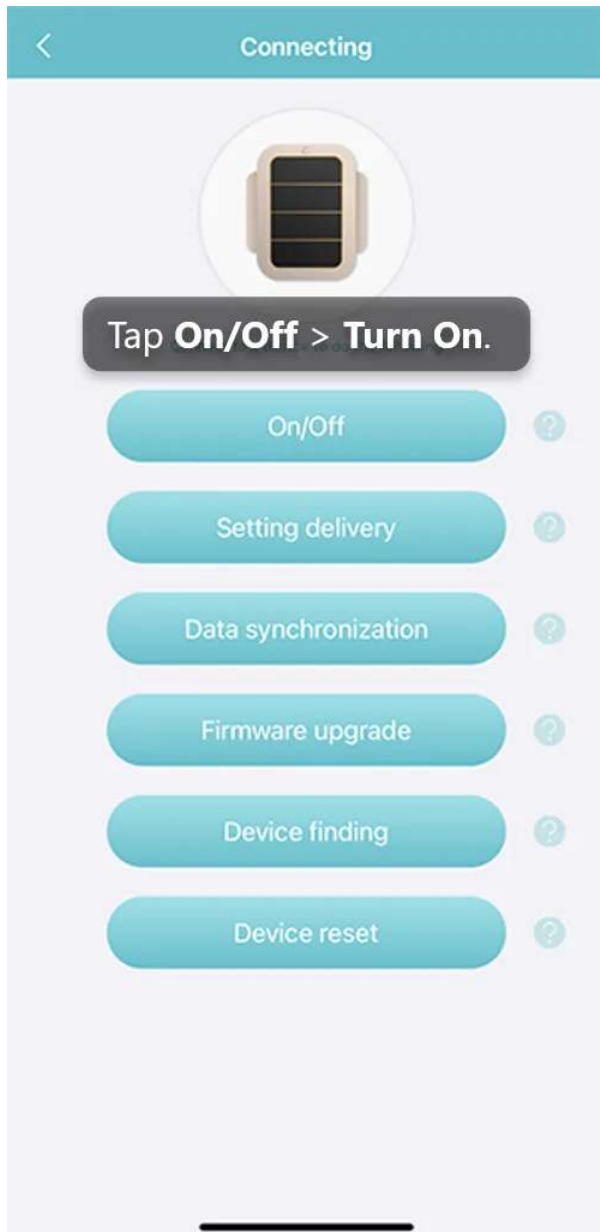 Connecting
Tap On/Off > Turn On.
On/Off
?
Setting delivery
?
Data synchronization
?
Firmware upgrade
?
Device finding
?
Device reset
?